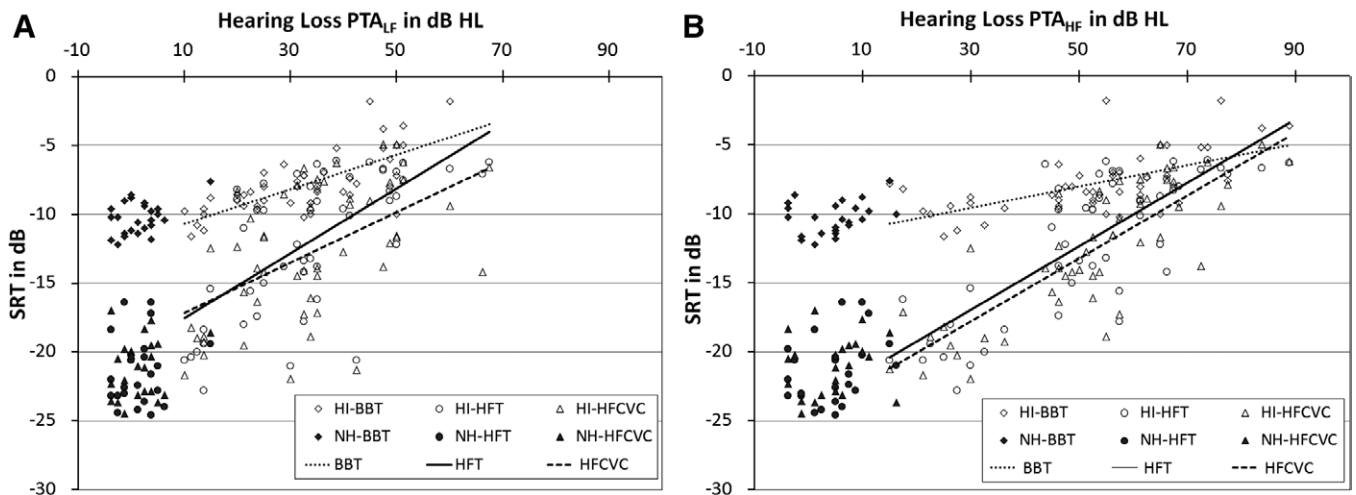 A
Hearing Loss PTA_LF in dB HL
-10 10 30 50 70 90
0
-5
-10
-15
-20
-25
-30
SRT in dB
HI-BBT HI-HFT HI-HFCVC
NH-BBT NH-HFT NH-HFCVC
BBT HFT HFCVC
B
Hearing Loss PTA_HF in dB HL
-10 10 30 50 70 90
0
-5
-10
-15
-20
-25
-30
SRT in dB
HI-BBT HI-HFT HI-HFCVC
NH-BBT NH-HFT NH-HFCVC
BBT HFT HFCVC